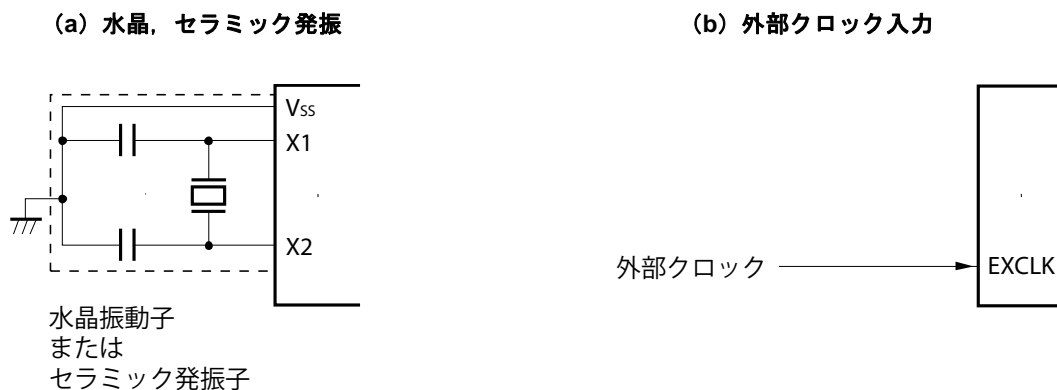 (a) 水晶，セラミック発振
(b) 外部クロック入力
VSS
X1
X2
水晶振動子
または
セラミック発振子
外部クロック
EXCLK